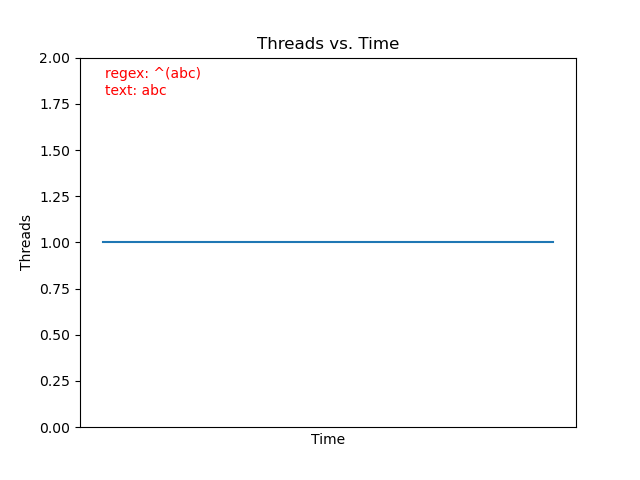 Threads vs. Time
regex: ^(abc)
text: abc
2.00
1.75
1.50
1.25
1.00
0.75
0.50
0.25
0.00
Threads
Time